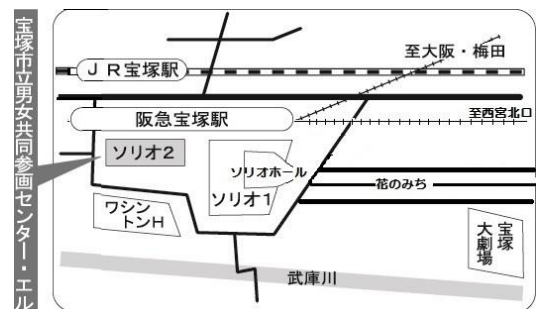 宝塚市立男女共同参画センター・エル
至大阪・梅田
JR宝塚駅
阪急宝塚駅
至西宮北口
ソリオ2
ソリオホール
ソリオ1
花のみち
ワシン
トンH
宝塚
大劇場
武庫川